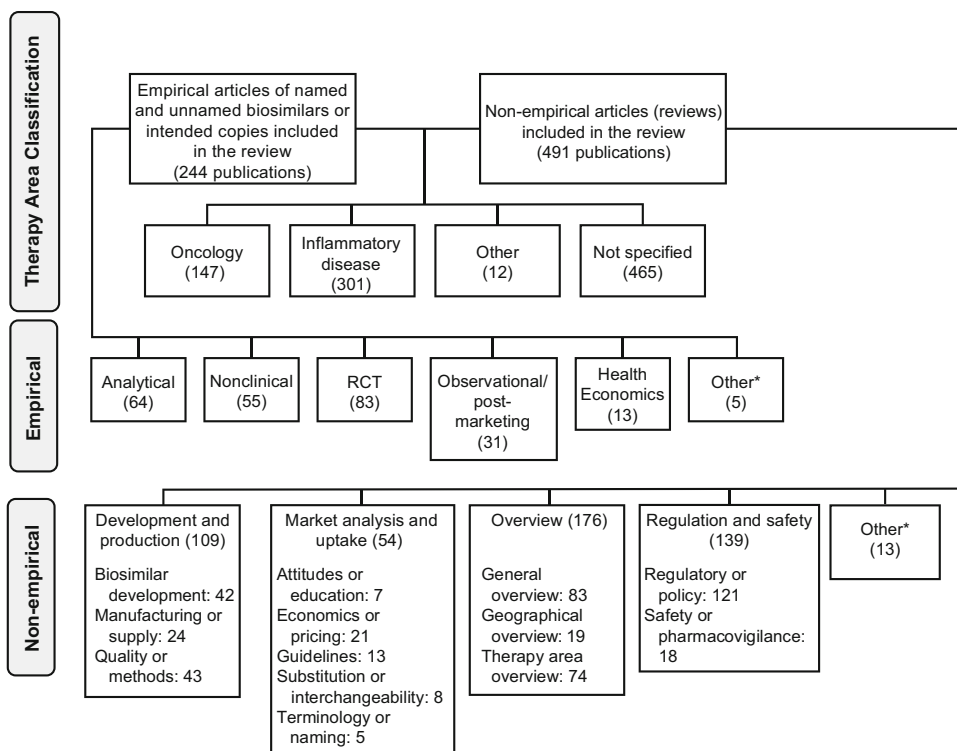 Therapy Area Classification
Empirical articles of named
and unnamed biosimilars or
intended copies included
in the review
(244 publications)
Non-empirical articles (reviews)
included in the review
(491 publications)
Oncology
(147)
Inflammatory
disease
(301)
Other
(12)
Not specified
(465)
Empirical
Analytical
(64)
Nonclinical
(55)
RCT
(83)
Observational/
post-
marketing
(31)
Health
Economics
(13)
Other*
(5)
Non-empirical
Development and
production (109)
Biosimilar
development: 42
Manufacturing or
supply: 24
Quality or
methods: 43
Market analysis and
uptake (54)
Attitudes or
education: 7
Economics or
pricing: 21
Guidelines: 13
Substitution or
interchangeability: 8
Terminology or
naming: 5
Overview (176)
General
overview: 83
Geographical
overview: 19
Therapy area
overview: 74
Regulation and safety
(139)
Regulatory or
policy: 121
Safety or
pharmacovigilance:
18
Other*
(13)